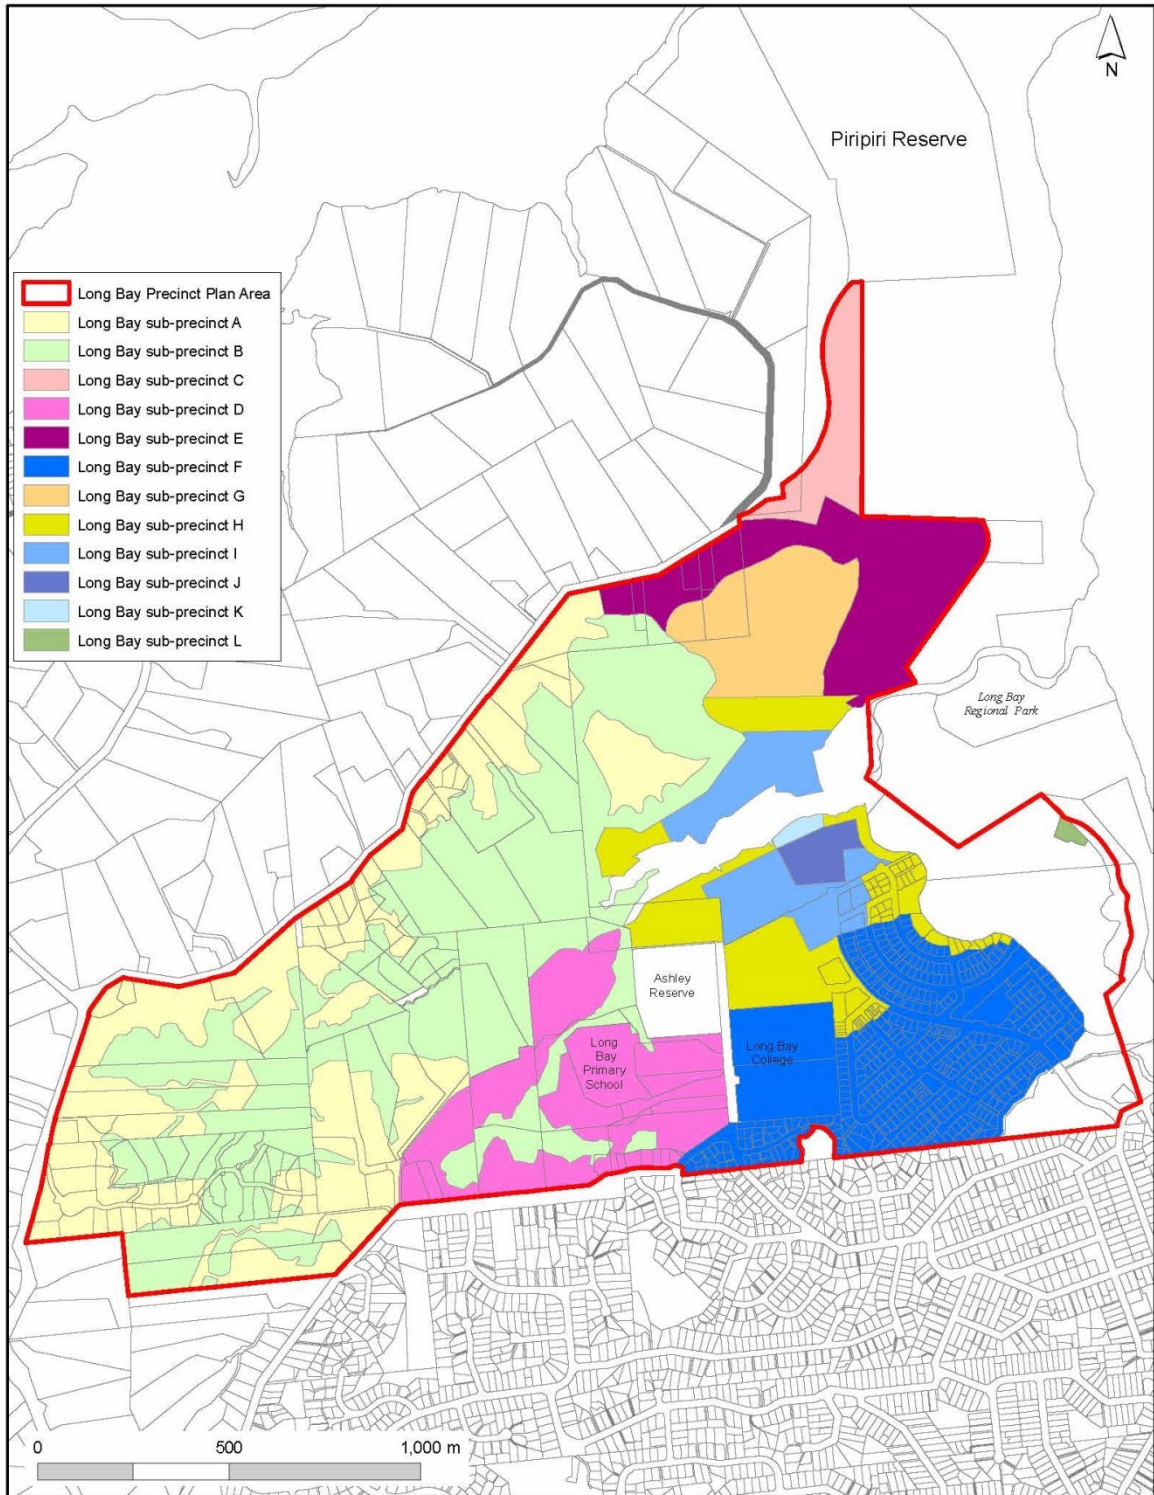 N
Piripiri Reserve
Long Bay Precinct Plan Area
Long Bay sub-precinct A
Long Bay sub-precinct B
Long Bay sub-precinct C
Long Bay sub-precinct D
Long Bay sub-precinct E
Long Bay sub-precinct F
Long Bay sub-precinct G
Long Bay sub-precinct H
Long Bay sub-precinct I
Long Bay sub-precinct J
Long Bay sub-precinct K
Long Bay sub-precinct L
Long Bay
Regional Park
Ashley
Reserve
Long
Bay
Primary
School
Long Bay
College
0 500 1,000 m